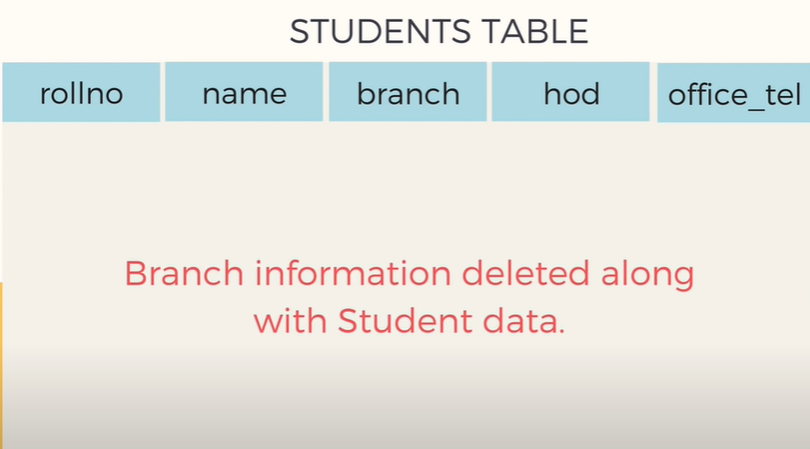 STUDENTS TABLE
rollno name branch hod office_tel
Branch information deleted along
with Student data.